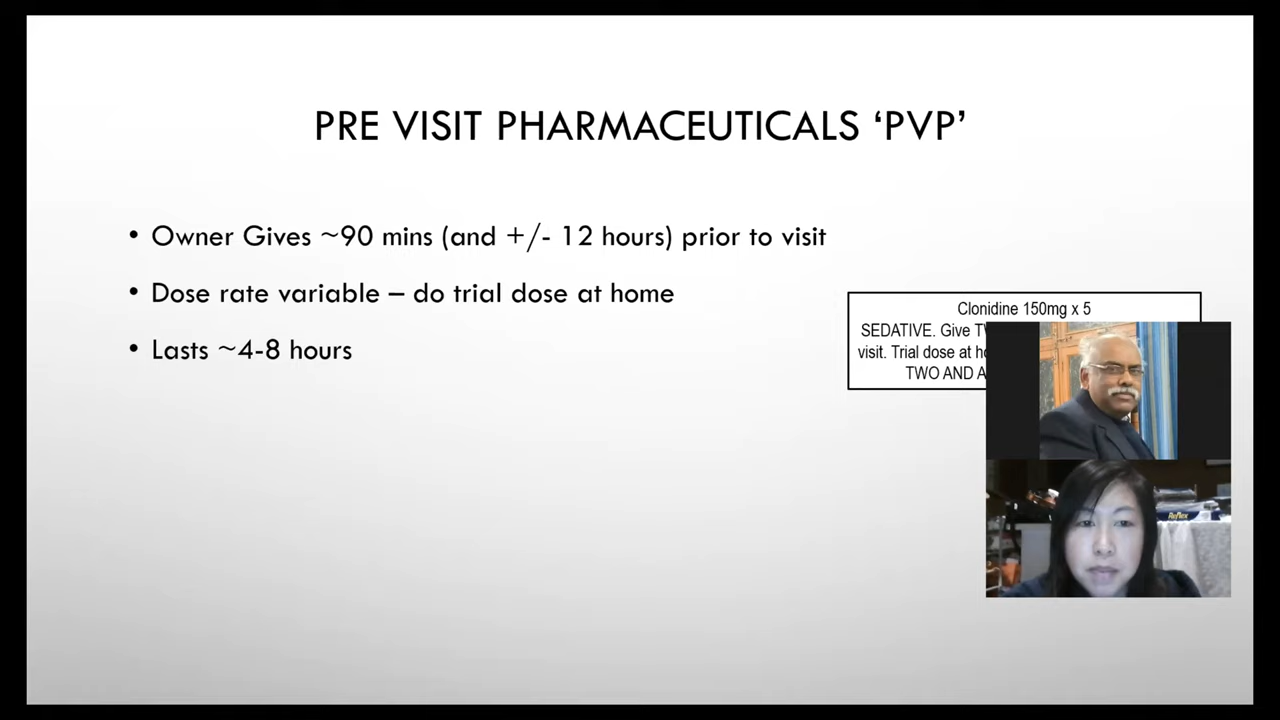 PRE VISIT PHARMACEUTICALS ‘PVP’
• Owner Gives ~90 mins (and +/- 12 hours) prior to visit
• Dose rate variable – do trial dose at home
• Lasts ~4-8 hours
Clonidine 150mg x 5
SEDATIVE. Give
visit. Trial dose at
TWO AND
Reflex